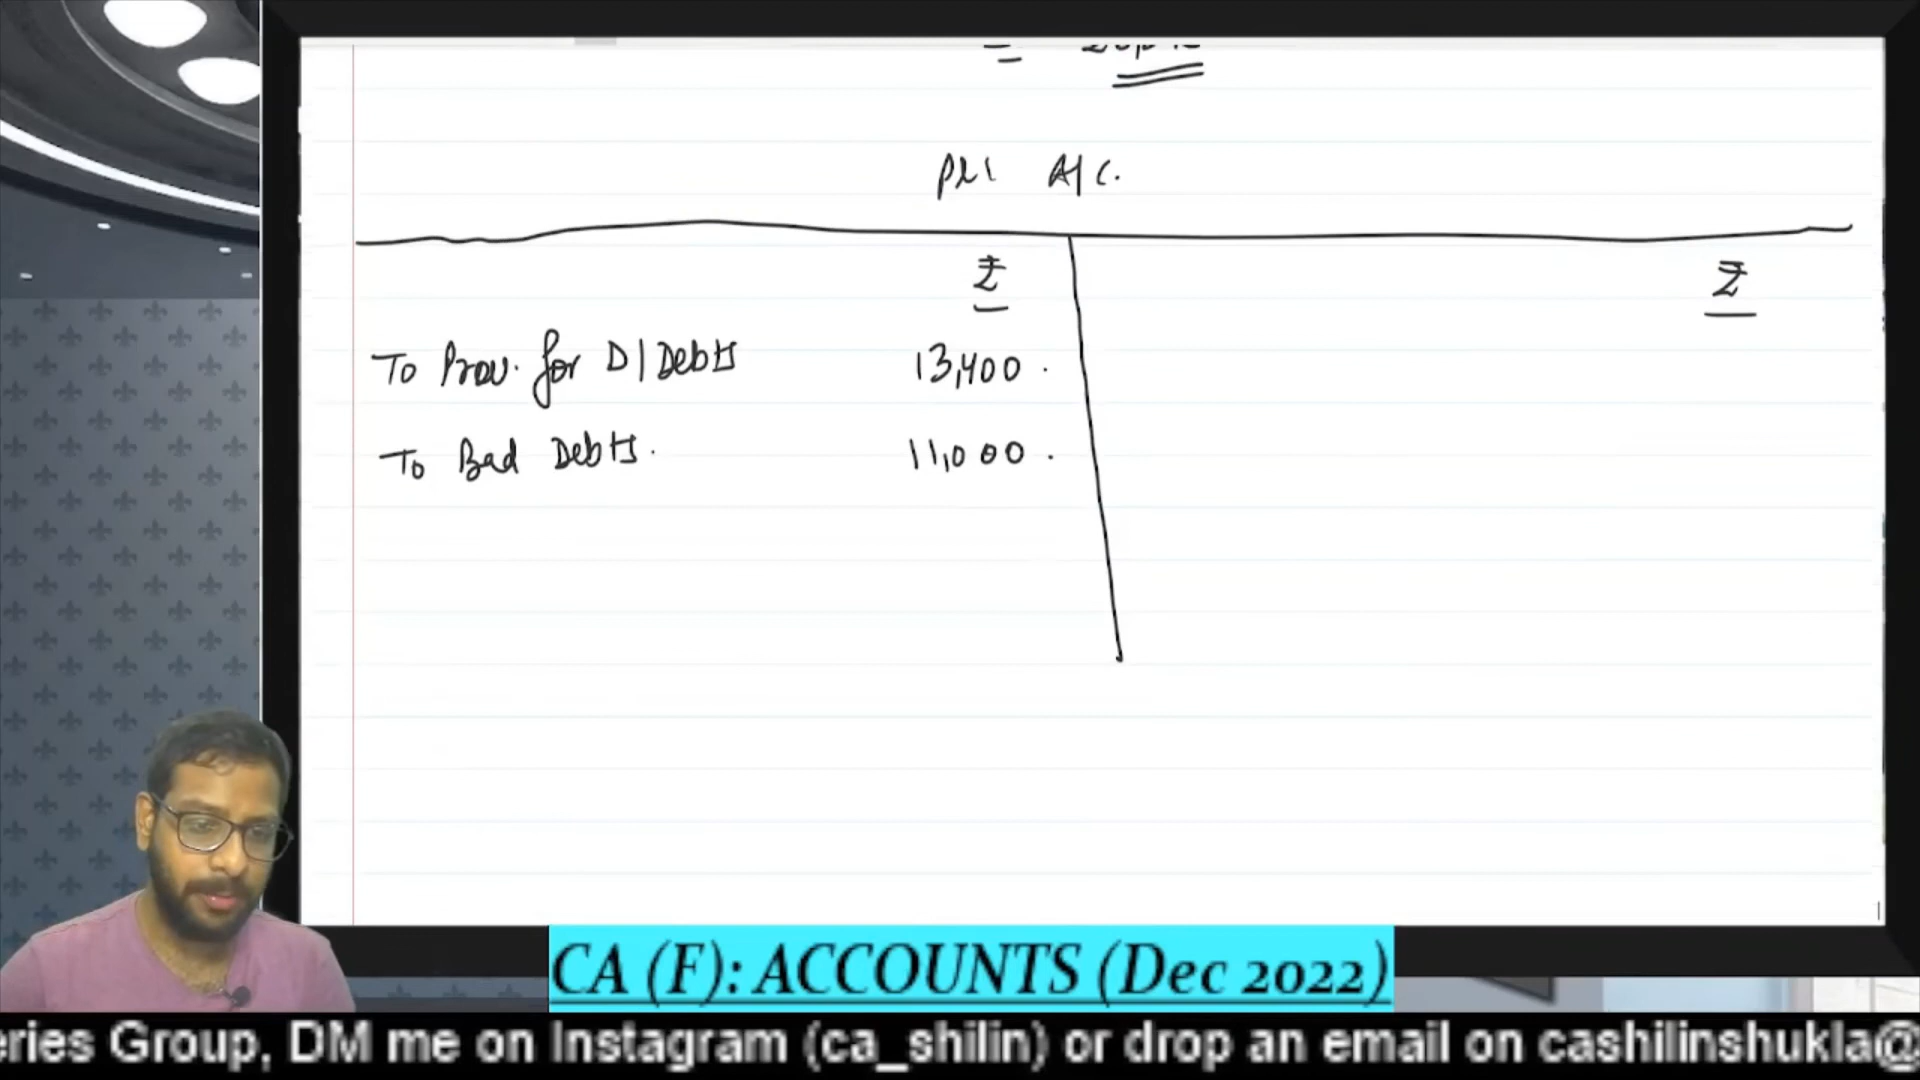 P&L A/C.
₹ ₹
To Prov. for D/Debts 13,400.
To Bad Debts. 11,000.
CA (F): ACCOUNTS (Dec 2022)
eries Group, DM me on Instagram (ca_shilin) or drop an email on cashilinshukla@